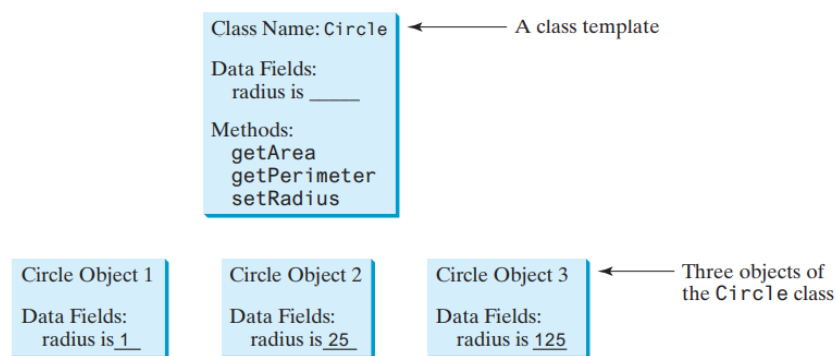 Class Name: Circle
A class template
Data Fields:
radius is _____
Methods:
getArea
getPerimeter
setRadius
Circle Object 1
Data Fields:
radius is 1
Circle Object 2
Data Fields:
radius is 25
Circle Object 3
Data Fields:
radius is 125
Three objects of
the Circle class